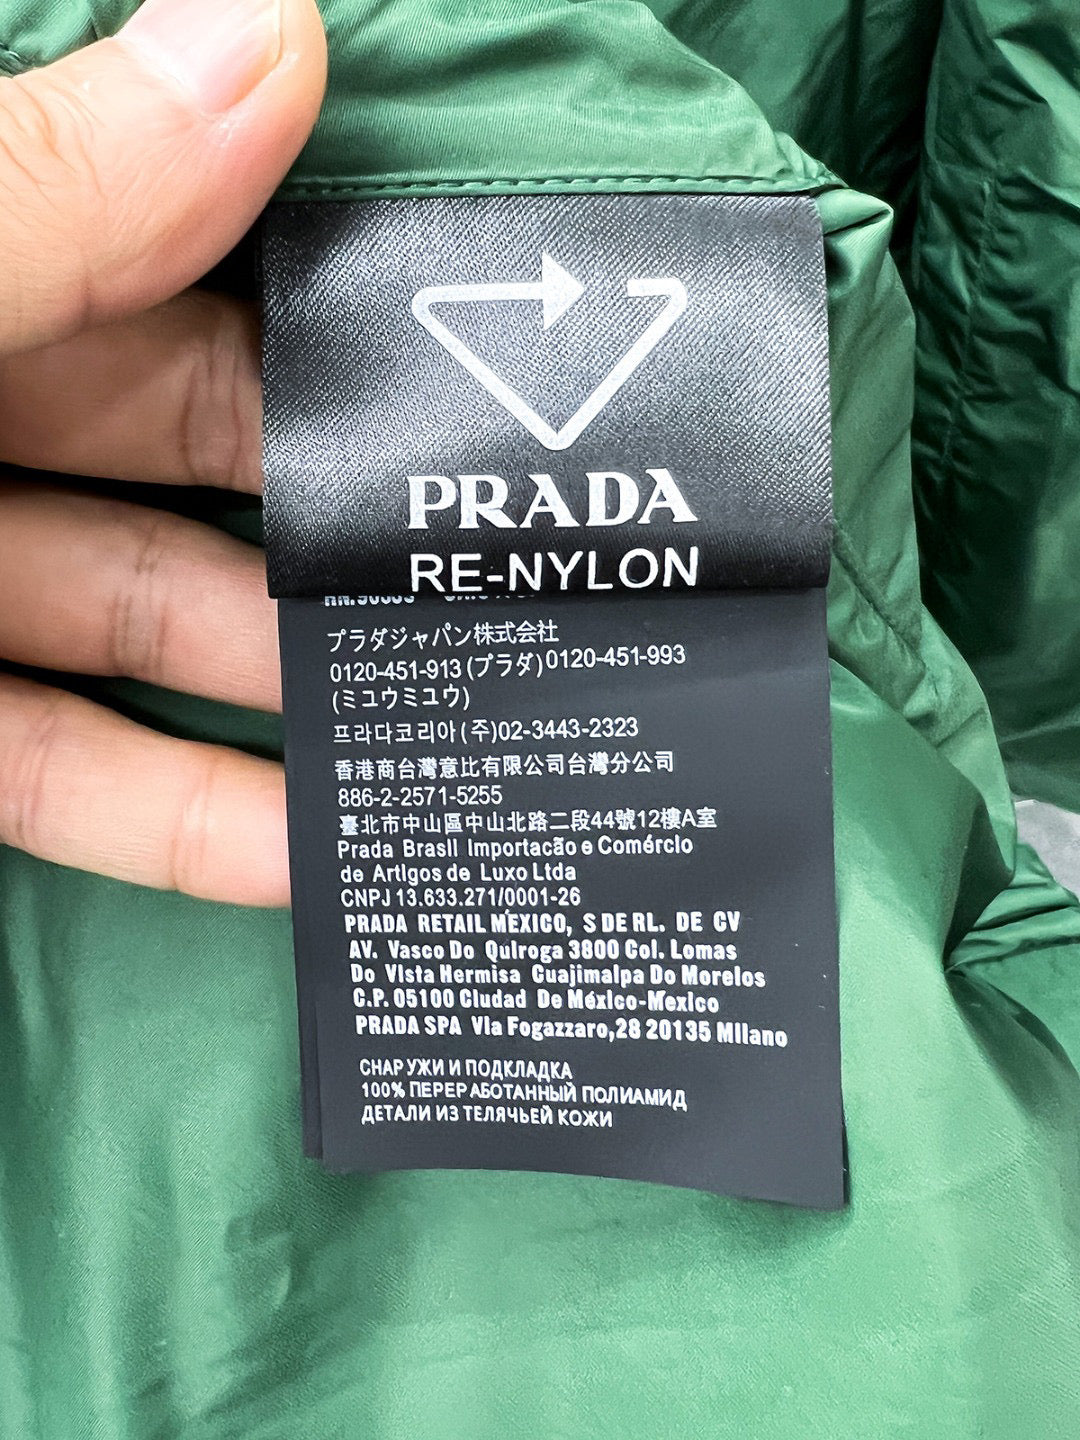 PRADA
RE-NYLON
プラダジャパン株式会社
0120-451-913 (プラダ) 0120-451-993
(ミユウミユウ)
프라다코리아 (주)02-3443-2323
香港商台灣意比有限公司台灣分公司
886-2-2571-5255
臺北市中山區中山北路二段44號12樓A室
Prada Brasil Importacão e Comércio
de Artigos de Luxo Ltda
CNPJ 13.633.271/0001-26
PRADA RETAIL MÉXICO, S DE RL. DE CV
AV. Vasco Do Quiroga 3800 Col. Lomas
Do Vista Hermisa Guajimalpa Do Morelos
C.P. 05100 Ciudad De México-Mexico
PRADA SPA Via Fogazzaro,28 20135 Milano
СНАРУЖИ И ПОДКЛАДКА
100% ПЕРЕРАБОТАННЫЙ ПОЛИАМИД
ДЕТАЛИ ИЗ ТЕЛЯЧЬЕЙ КОЖИ